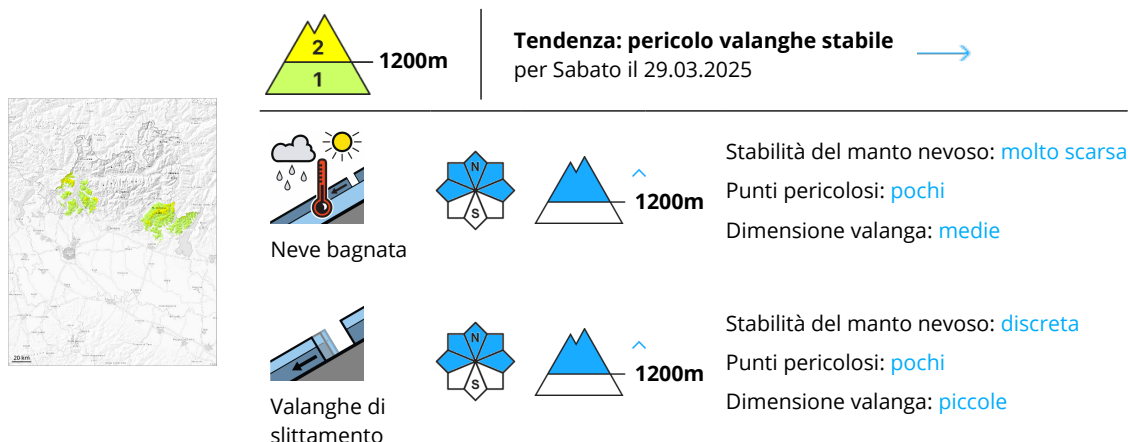 2
1200m
1
Tendenza: pericolo valanghe stabile
per Sabato il 29.03.2025
20 km
N
S
1200m
Neve bagnata
Stabilità del manto nevoso: molto scarsa
Punti pericolosi: pochi
Dimensione valanga: medie
N
S
1200m
Valanghe di
slittamento
Stabilità del manto nevoso: discreta
Punti pericolosi: pochi
Dimensione valanga: piccole